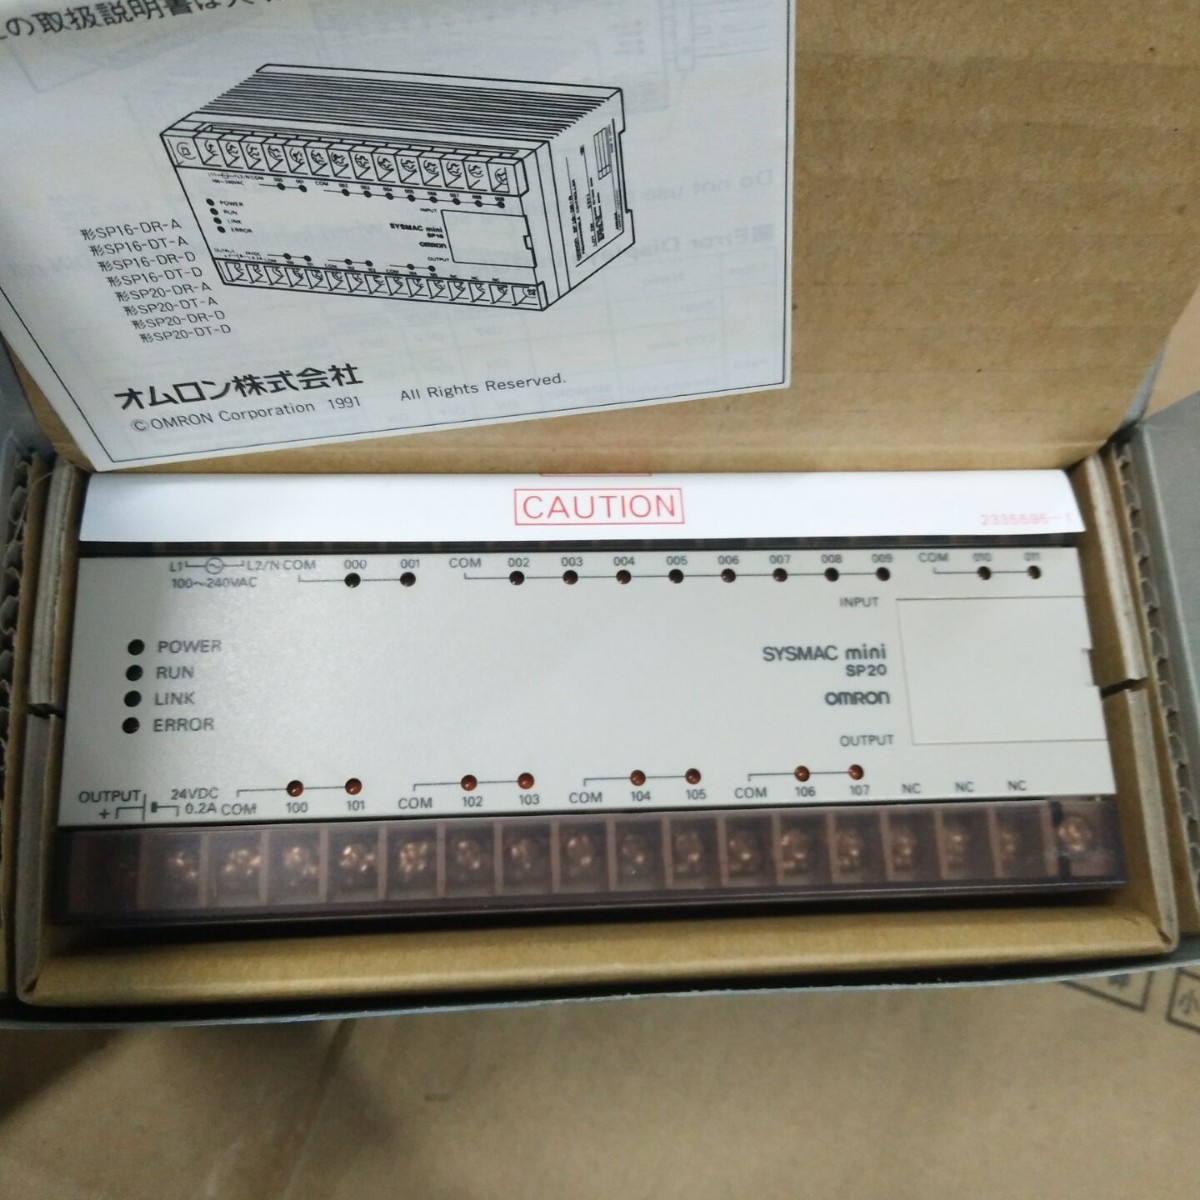 の取扱説明書は大
形SP16-DR-A
形SP16-DT-A
形SP16-DR-D
形SP16-DT-D
形SP20-DR-A
形SP20-DT-A
形SP20-DR-D
形SP20-DT-D
POWER
RUN
LINK
ERROR
INPUT
SYSMAC mini
SP16
OMRON
OUTPUT
オムロン株式会社
©OMRON Corporation 1991 All Rights Reserved.
CAUTION
2335695-1
L1 L2/N COM 000 001 COM 002 003 004 005 006 007 008 009 COM 010 011
100~240VAC
INPUT
POWER
RUN
LINK
ERROR
SYSMAC mini
SP20
OMRON
OUTPUT
OUTPUT 24VDC
+ 0.2A COM 100 101 COM 102 103 COM 104 105 COM 106 107 NC NC NC